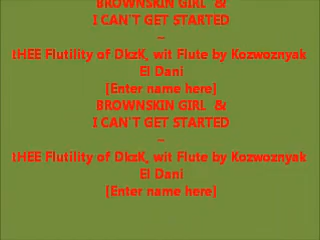 BROWNSKIN GIRL  &
I CAN'T GET STARTED
--
tHEE Flutility of DkzK, wit Flute by Kozwoznyak
El Dani
[Enter name here]
BROWNSKIN GIRL  &
I CAN'T GET STARTED
--
tHEE Flutility of DkzK, wit Flute by Kozwoznyak
El Dani
[Enter name here]